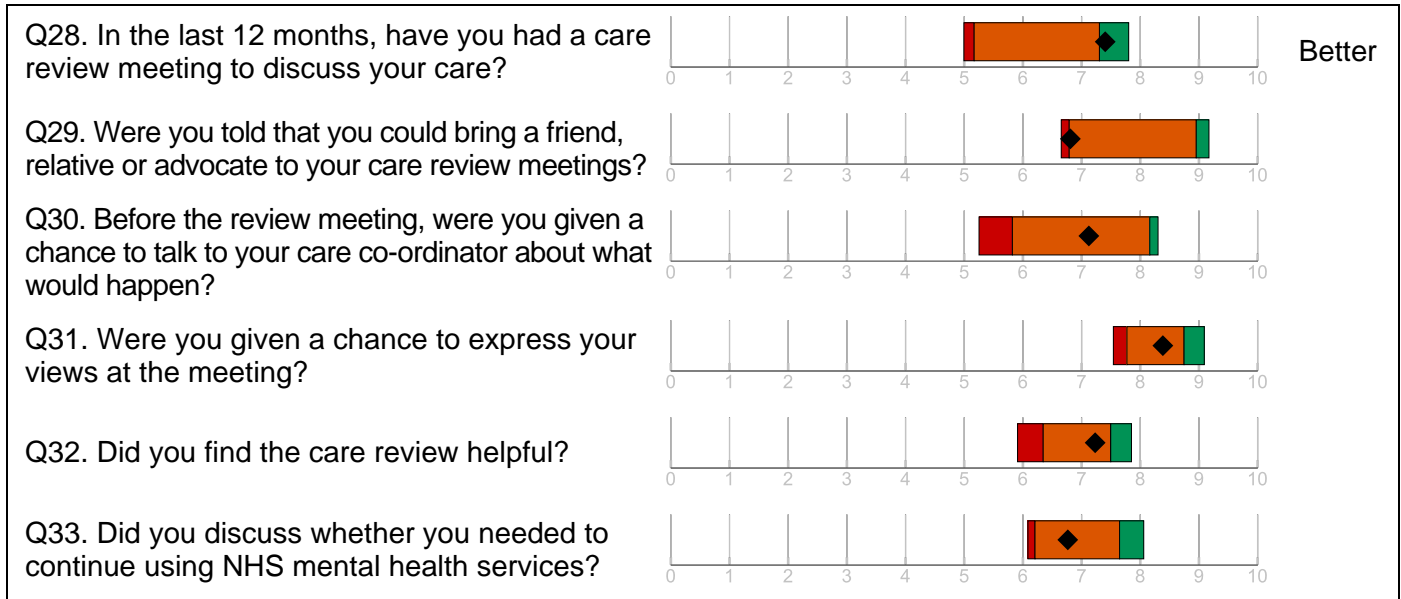 Q28. In the last 12 months, have you had a care
review meeting to discuss your care?
0 1 2 3 4 5 6 7 8 9 10
Better
Q29. Were you told that you could bring a friend,
relative or advocate to your care review meetings?
0 1 2 3 4 5 6 7 8 9 10
Q30. Before the review meeting, were you given a
chance to talk to your care co-ordinator about what
would happen?
0 1 2 3 4 5 6 7 8 9 10
Q31. Were you given a chance to express your
views at the meeting?
0 1 2 3 4 5 6 7 8 9 10
Q32. Did you find the care review helpful?
0 1 2 3 4 5 6 7 8 9 10
Q33. Did you discuss whether you needed to
continue using NHS mental health services?
0 1 2 3 4 5 6 7 8 9 10